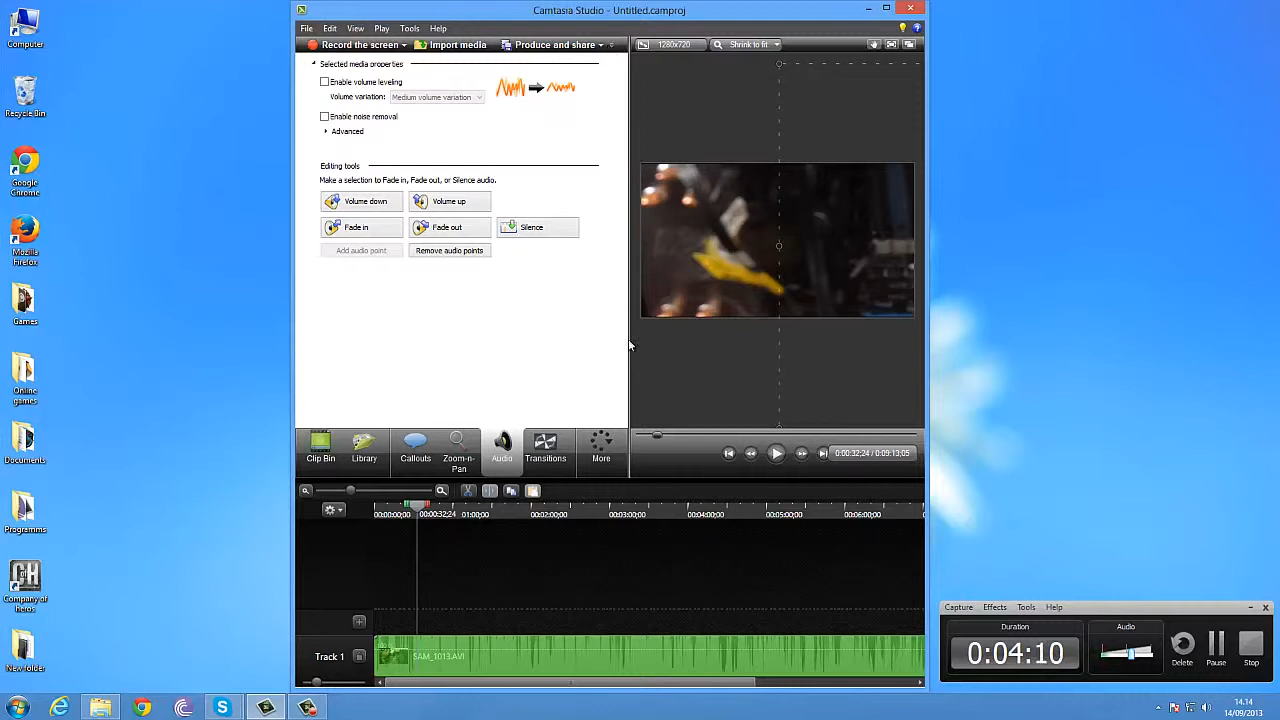 Camtasia Studio - Untitled.camproj
File Edit View Play Tools Help
Record the screen Import media Produce and share
1280x720 Shrink to fit
Selected media properties
Enable volume leveling
Volume variation: Medium volume variation
Enable noise removal
Advanced
Editing tools
Make a selection to Fade in, Fade out, or Silence audio.
Volume down Volume up
Fade in Fade out Silence
Add audio point Remove audio points
Clip Bin Library Callouts Zoom-n-Pan Audio Transitions More
0:00:32;24 / 0:09:13;05
00:00:00;00 00:00:32;24 01:00;00 00:02:00;00 00:03:00;00 00:04:00;00 00:05:00;00 00:06:00;00
Track 1 SAM_1013.AVI
Computer
Recycle Bin
Google Chrome
Mozilla Firefox
Games
Online games
Documents
Programms
Company of heros
New folder
Capture Effects Tools Help
Duration Audio
0:04:10 Delete Pause Stop
14.14
14/09/2013